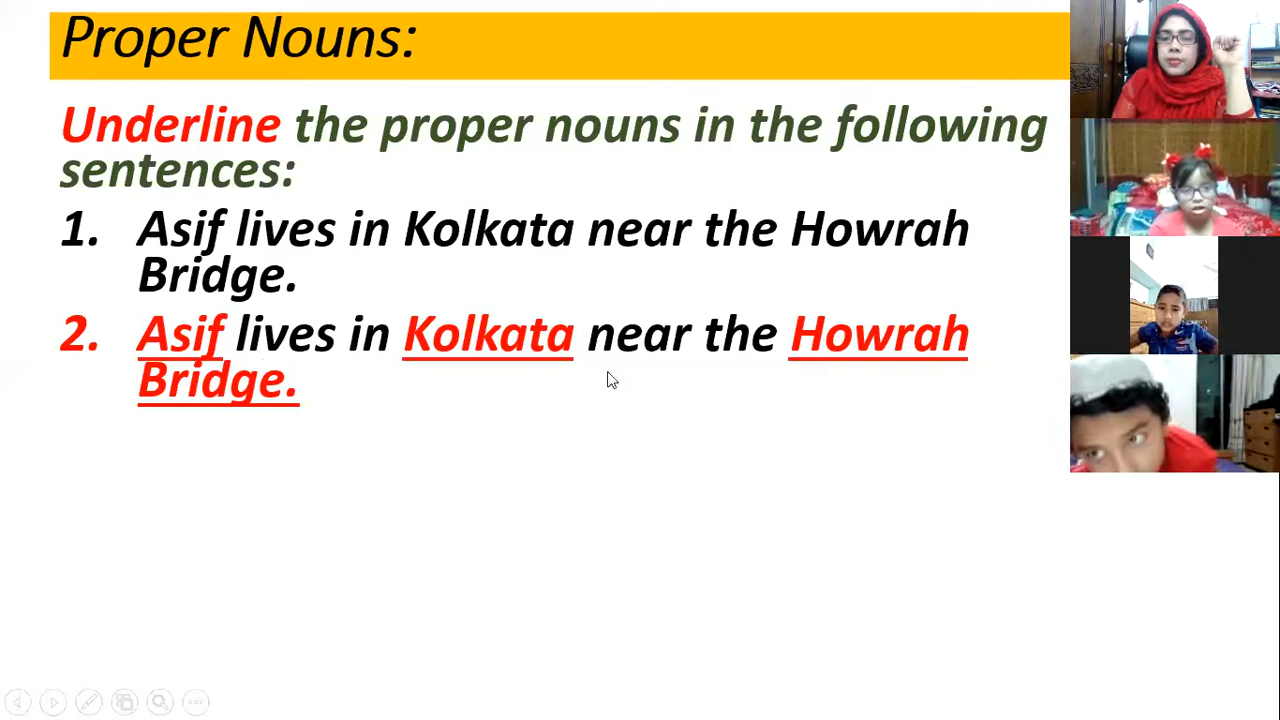 Proper Nouns:
Underline the proper nouns in the following
sentences:
1. Asif lives in Kolkata near the Howrah
Bridge.
2. Asif lives in Kolkata near the Howrah
Bridge.